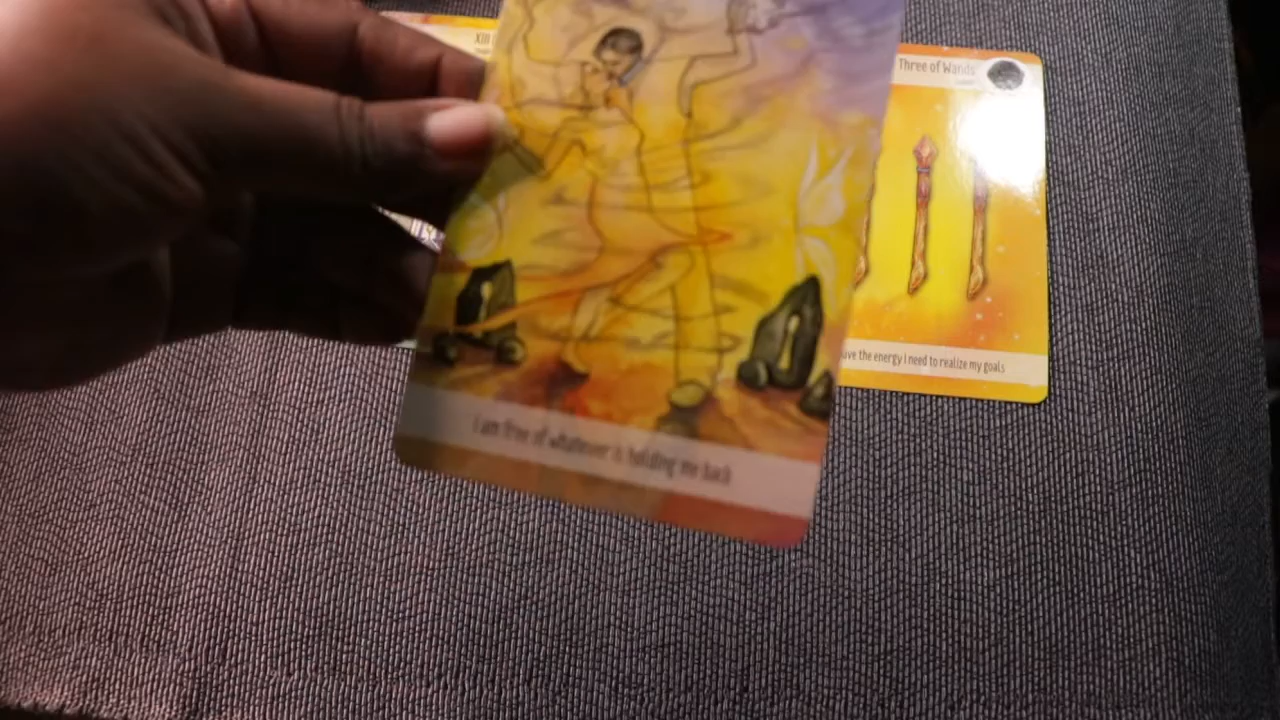 XIII
Three of Wands
ave the energy I need to realize my goals
I am free of whatever is holding me back